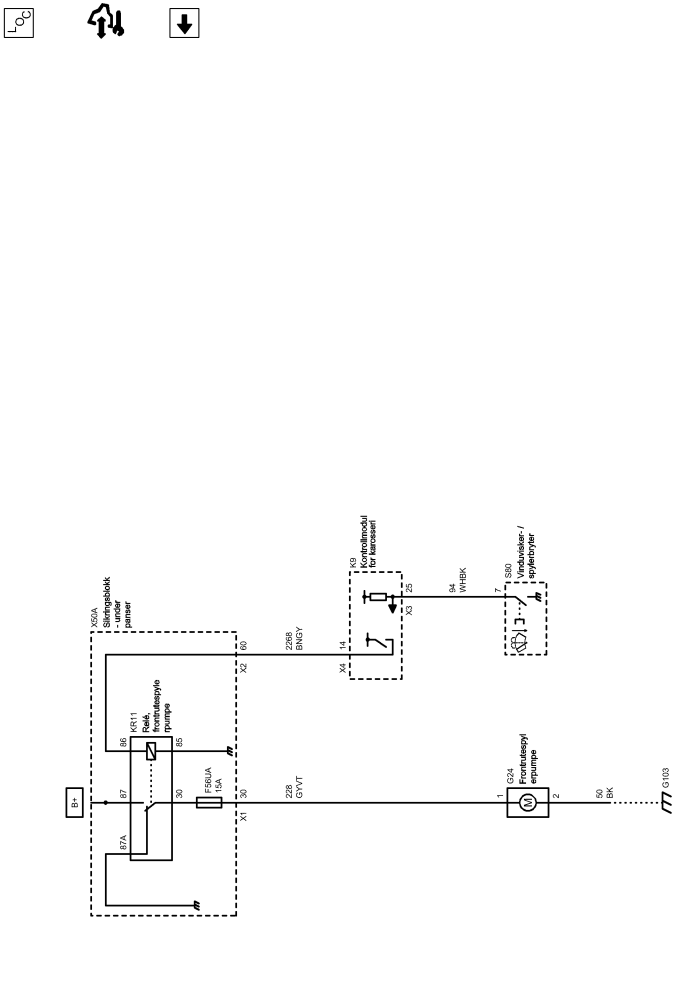 LOC
B+
X50A
Sikringsblokk
- under
panser
KR11
Relé,
frontrutespyle
rpumpe
87A
87
86
30
85
F56UA
15A
X1
30
X2
60
228
GYVT
2268
BNGY
K9
Kontrollmodul
for karosseri
X4
14
X3
25
94
WHBK
S80
Vinduvisker- /
spylerbryter
7
G24
Frontrutespyl
erpumpe
1
M
2
50
BK
G103